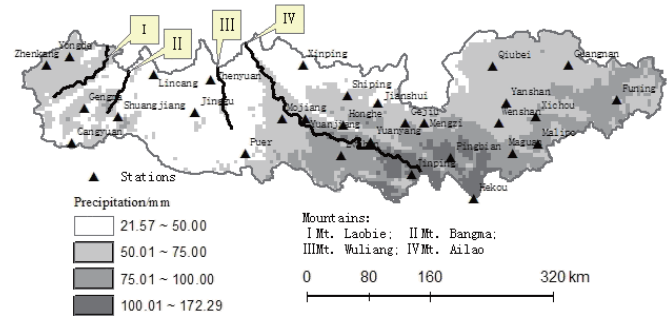 I
II
III
IV
Zhenkang
Yongde
Lincang
Zhenyuan
Xinping
Qiubei
Guangnan
Gengma
Shuangjiang
Jinggu
Shiping
Jianshui
Yanshan
Funing
Cangyuan
Mojiang
Yuanjiang
Honghe
Yuanyang
Gejiu
Mengzi
Wenshan
Xichou
Puer
Jinping
Pingbian
Maguan
Malipo
Hekou
Stations
Precipitation/mm
21.57 ~ 50.00
50.01 ~ 75.00
75.01 ~ 100.00
100.01 ~ 172.29
Mountains:
I Mt. Laobie; II Mt. Bangma;
III Mt. Wuliang; IV Mt. Ailao
0 80 160 320 km